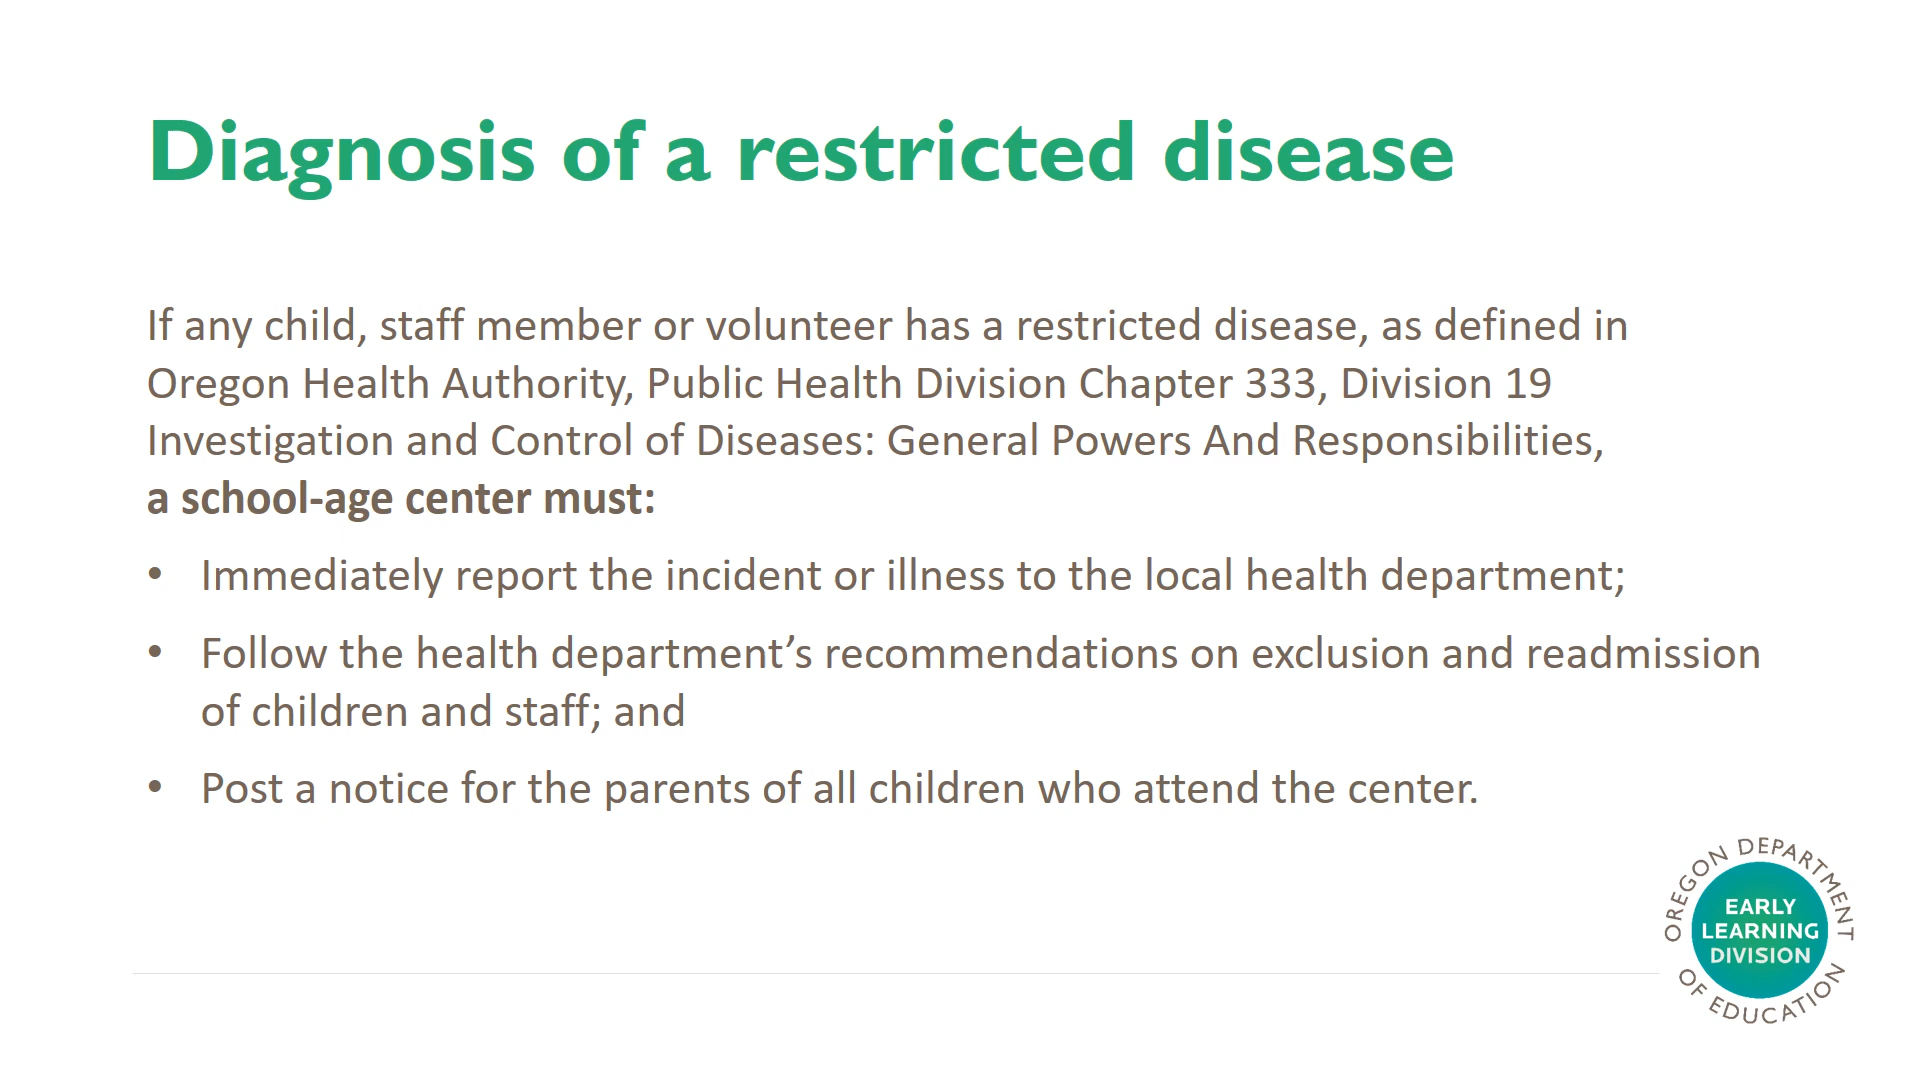 Diagnosis of a restricted disease
If any child, staff member or volunteer has a restricted disease, as defined in
Oregon Health Authority, Public Health Division Chapter 333, Division 19
Investigation and Control of Diseases: General Powers And Responsibilities,
a school-age center must:
• Immediately report the incident or illness to the local health department;
• Follow the health department’s recommendations on exclusion and readmission
of children and staff; and
• Post a notice for the parents of all children who attend the center.
OREGON DEPARTMENT
EARLY
LEARNING
DIVISION
OF EDUCATION